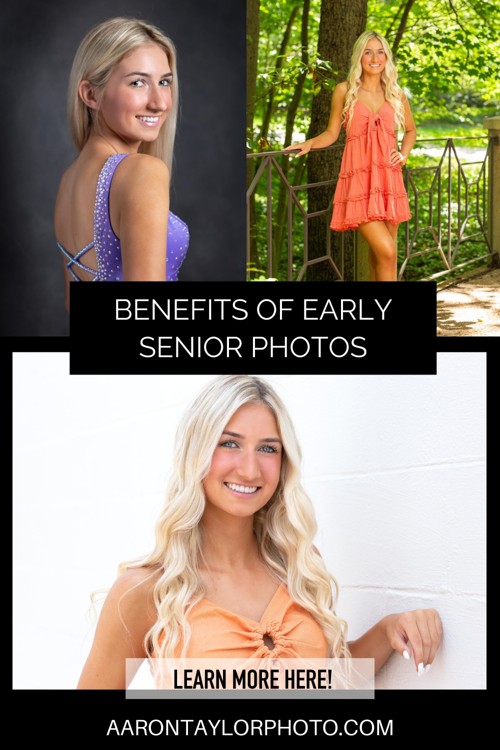 BENEFITS OF EARLY
SENIOR PHOTOS
LEARN MORE HERE!
AARONTAYLORPHOTO.COM